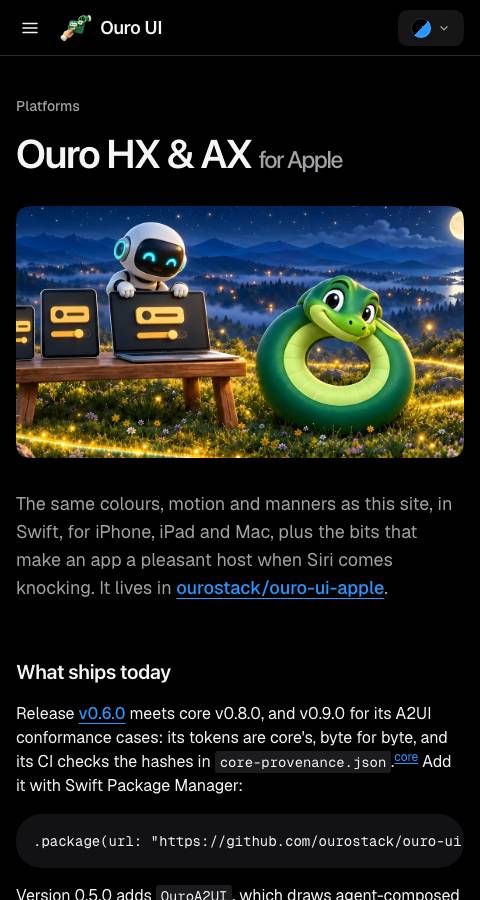 Ouro UI
Platforms
Ouro HX & AX for Apple
The same colours, motion and manners as this site, in
Swift, for iPhone, iPad and Mac, plus the bits that
make an app a pleasant host when Siri comes
knocking. It lives in ourostack/ouro-ui-apple.
What ships today
Release v0.6.0 meets core v0.8.0, and v0.9.0 for its A2UI
conformance cases: its tokens are core's, byte for byte, and
its CI checks the hashes in core-provenance.json.core Add
it with Swift Package Manager:
.package(url: "https://github.com/ourostack/ouro-ui
Version 0.5.0 adds OuroA2UI, which draws agent-composed